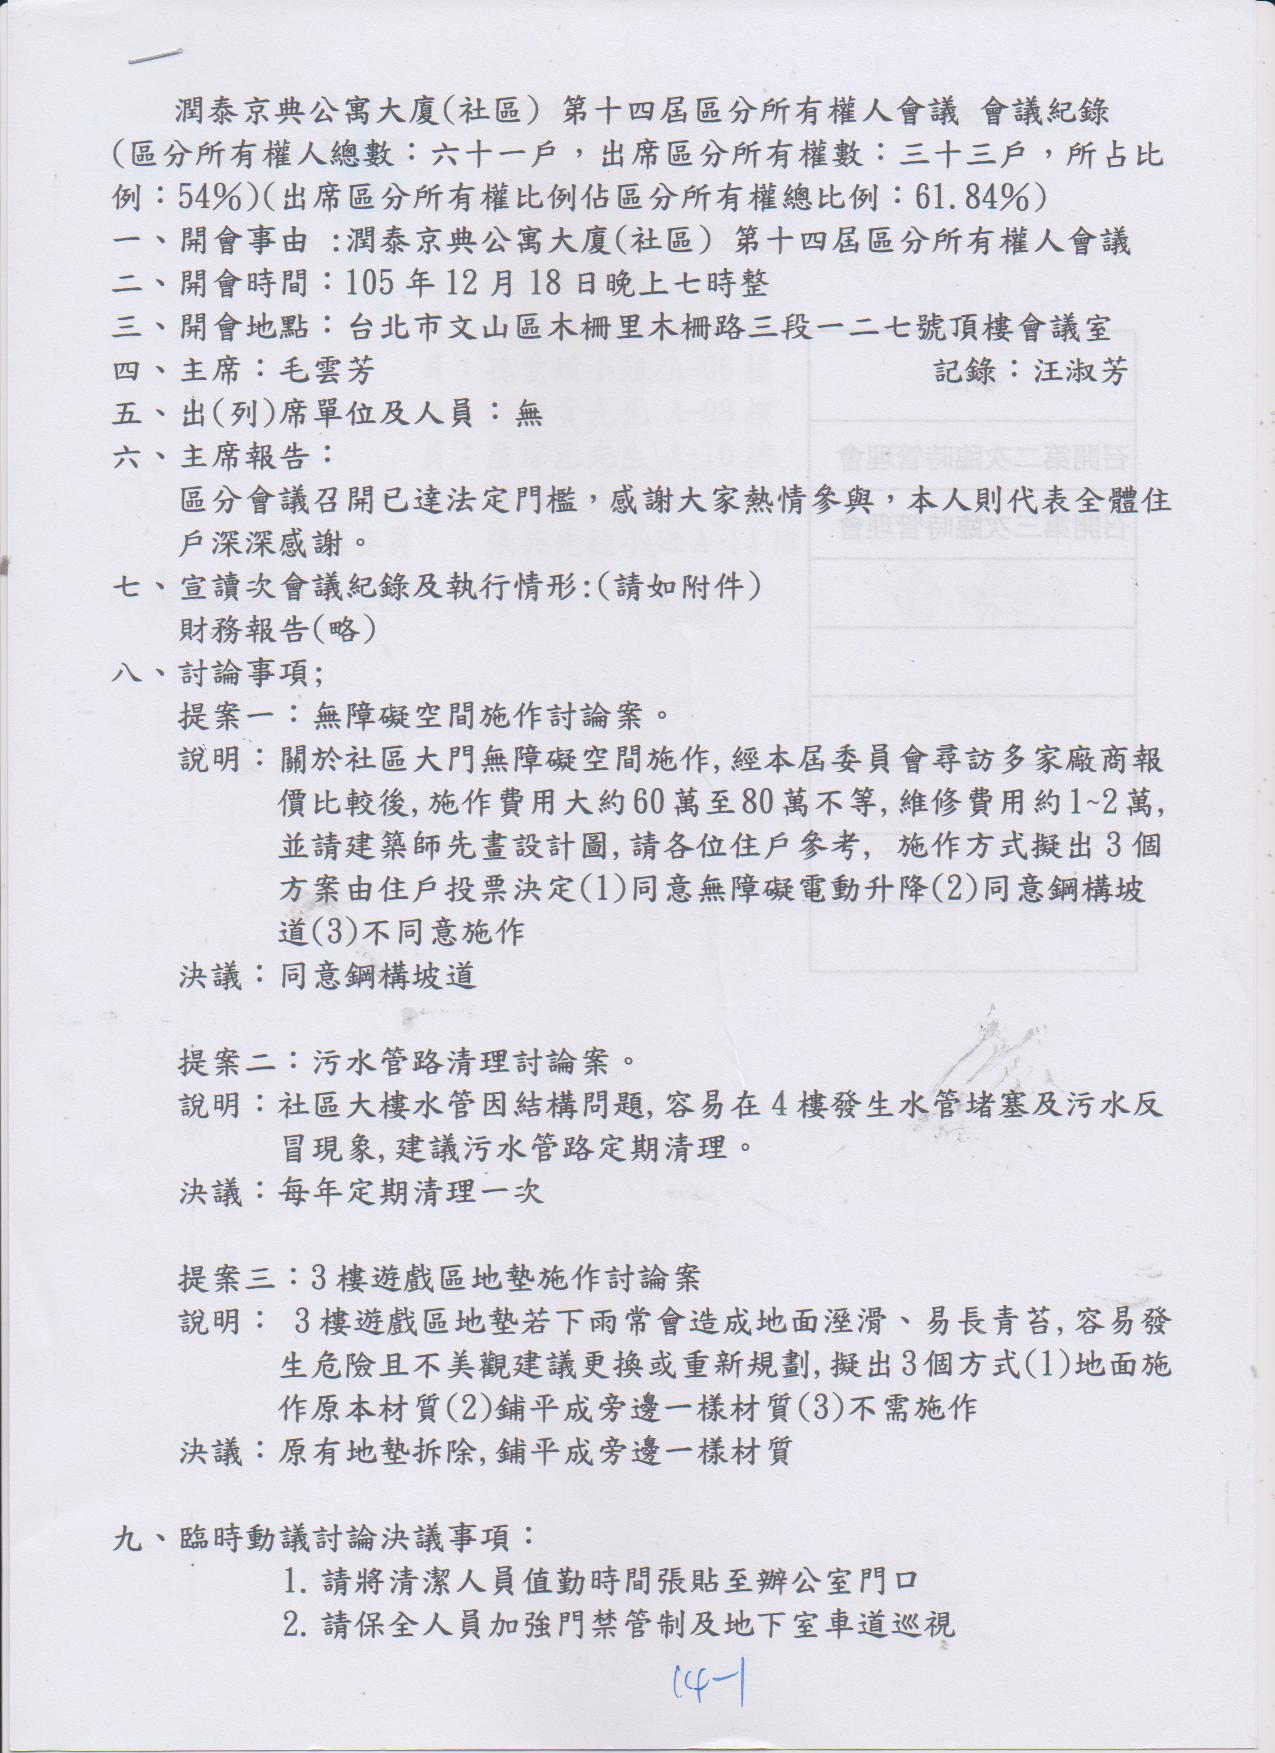 潤泰京典公寓大廈(社區) 第十四屆區分所有權人會議 會議紀錄
(區分所有權人總數：六十一戶，出席區分所有權數：三十三戶，所占比
例：54%)(出席區分所有權比例佔區分所有權總比例：61.84%)
一、開會事由 :潤泰京典公寓大廈(社區) 第十四屆區分所有權人會議
二、開會時間：105 年 12 月 18 日晚上七時整
三、開會地點：台北市文山區木柵里木柵路三段一二七號頂樓會議室
四、主席：毛雲芳 記錄：汪淑芳
五、出(列)席單位及人員：無
六、主席報告：
區分會議召開已達法定門檻，感謝大家熱情參與，本人則代表全體住
戶深深感謝。
七、宣讀次會議紀錄及執行情形:(請如附件)
財務報告(略)
八、討論事項;
提案一：無障礙空間施作討論案。
說明：關於社區大門無障礙空間施作,經本屆委員會尋訪多家廠商報
價比較後,施作費用大約60萬至80萬不等,維修費用約1~2萬,
並請建築師先畫設計圖,請各位住戶參考, 施作方式擬出3個
方案由住戶投票決定(1)同意無障礙電動升降(2)同意鋼構坡
道(3)不同意施作
決議：同意鋼構坡道
提案二：污水管路清理討論案。
說明：社區大樓水管因結構問題,容易在4樓發生水管堵塞及污水反
冒現象,建議污水管路定期清理。
決議：每年定期清理一次
提案三：3樓遊戲區地墊施作討論案
說明： 3樓遊戲區地墊若下雨常會造成地面溼滑、易長青苔,容易發
生危險且不美觀建議更換或重新規劃,擬出3個方式(1)地面施
作原本材質(2)鋪平成旁邊一樣材質(3)不需施作
決議：原有地墊拆除,鋪平成旁邊一樣材質
九、臨時動議討論決議事項：
1. 請將清潔人員值勤時間張貼至辦公室門口
2. 請保全人員加強門禁管制及地下室車道巡視
14-1